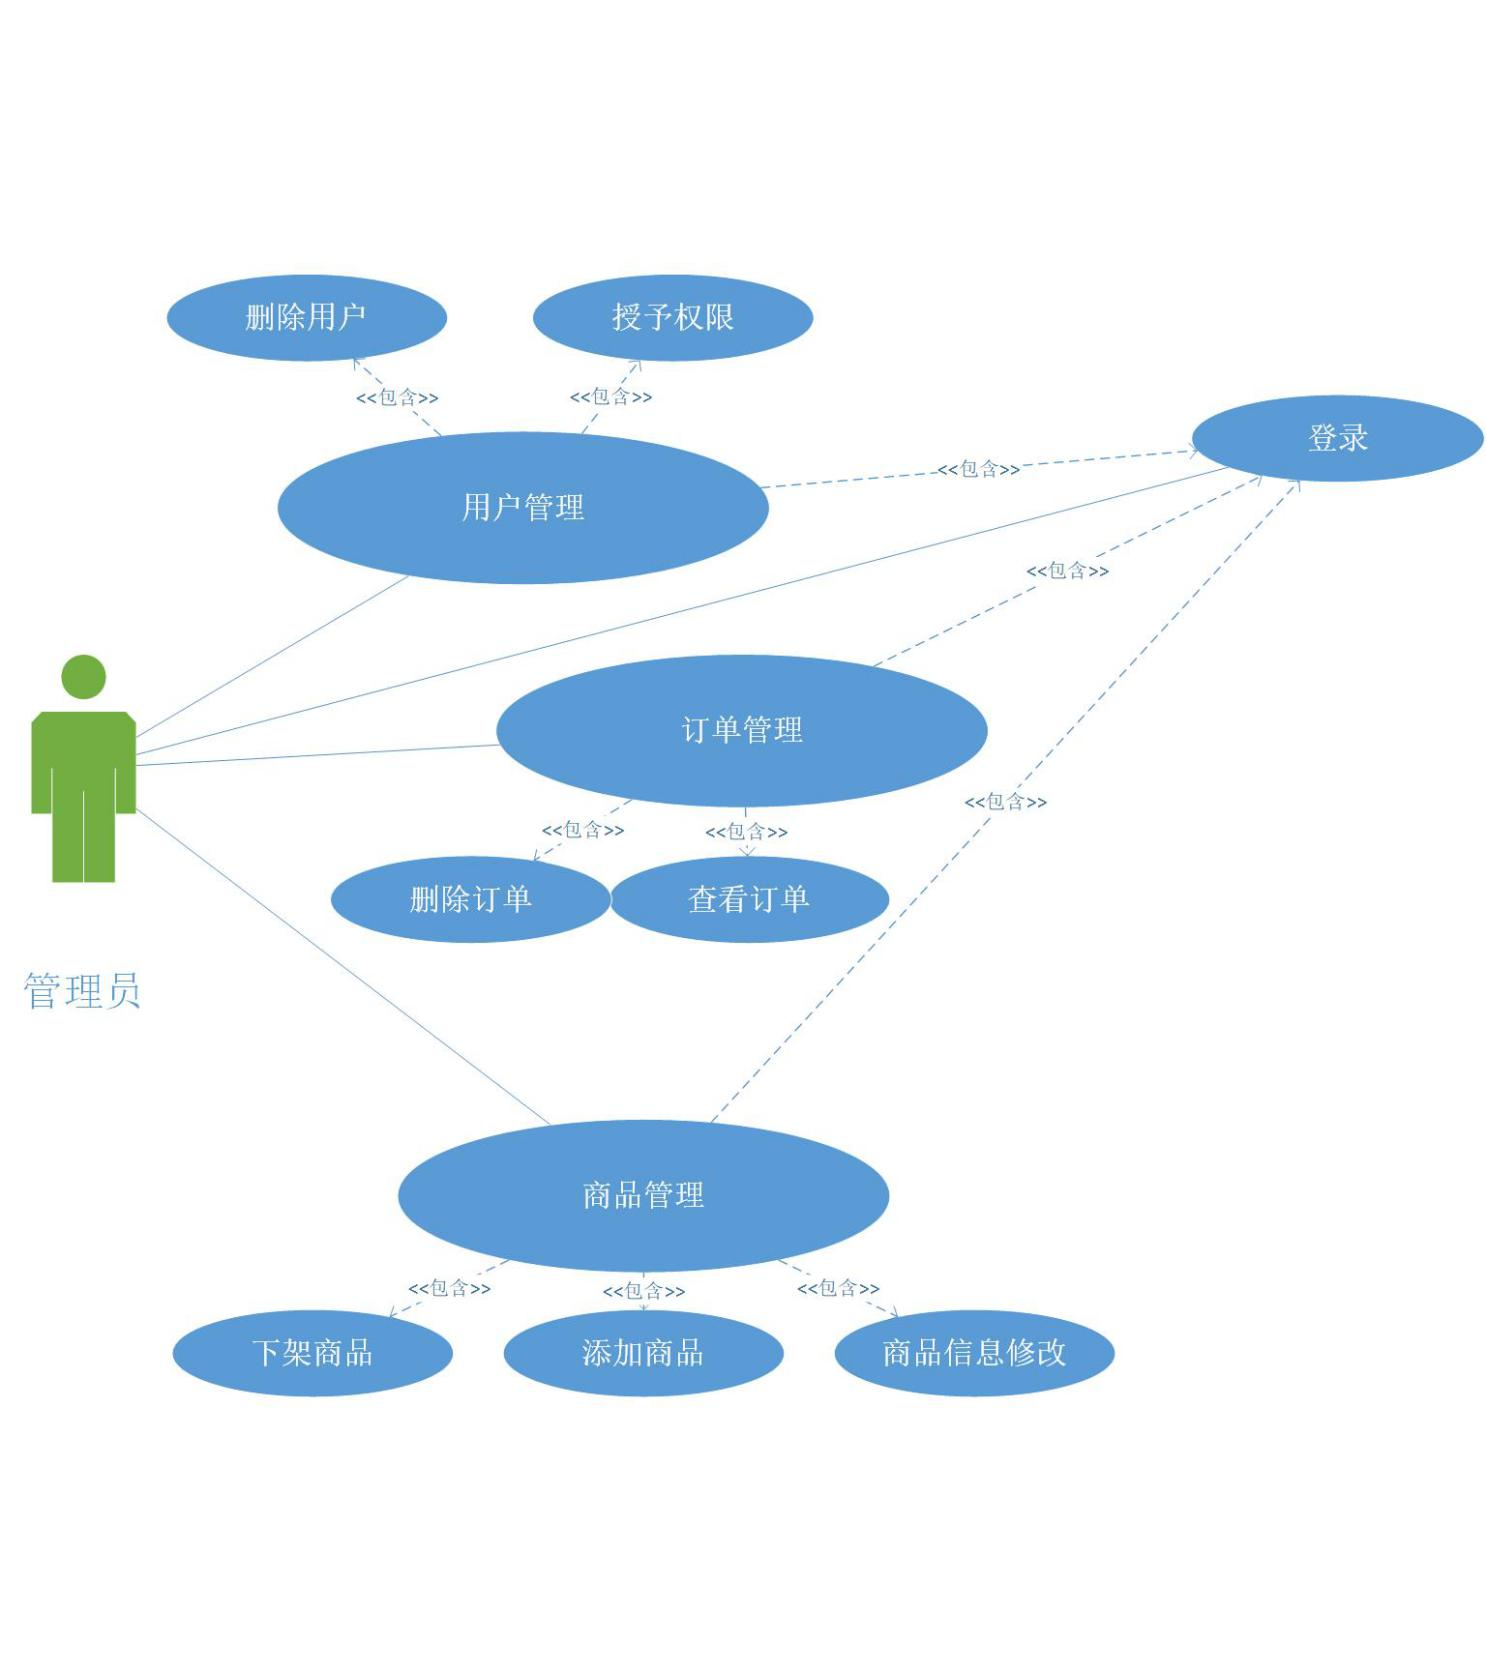 删除用户
授予权限
<<包含>>
<<包含>>
登录
<<包含>>
用户管理
<<包含>>
订单管理
<<包含>>
<<包含>>
<<包含>>
删除订单
查看订单
管理员
商品管理
<<包含>>
<<包含>>
<<包含>>
下架商品
添加商品
商品信息修改